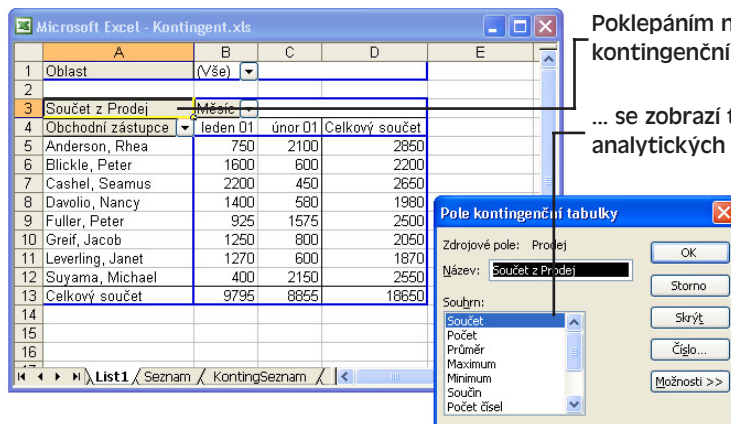 Microsoft Excel - Kontingent.xls
A B C D E
1 Oblast (Vše)
2
3 Součet z Prodej Měsíc
4 Obchodní zástupce leden 01 únor 01 Celkový součet
5 Anderson, Rhea 750 2100 2850
6 Blickle, Peter 1600 600 2200
7 Cashel, Seamus 2200 450 2650
8 Davolio, Nancy 1400 580 1980
9 Fuller, Peter 925 1575 2500
10 Greif, Jacob 1250 800 2050
11 Leverling, Janet 1270 600 1870
12 Suyama, Michael 400 2150 2550
13 Celkový součet 9795 8855 18650
14
15
16
List1 Seznam KontingSeznam
Poklepáním n
kontingenční
... se zobrazí t
analytických
Pole kontingenční tabulky
Zdrojové pole: Prodej
Název: Součet z Prodej
Souhrn:
Součet
Počet
Průměr
Maximum
Minimum
Součin
Počet čísel
OK
Storno
Skrýt
Číslo...
Možnosti >>